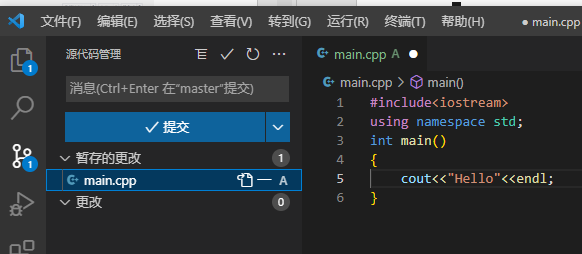 文件(F) 编辑(E) 选择(S) 查看(V) 转到(G) 运行(R) 终端(T) 帮助(H) ● main.cpp
源代码管理
main.cpp A ●
消息(Ctrl+Enter 在"master"提交)
main.cpp > main()
提交
暂存的更改 1
main.cpp A
更改 0
1 #include<iostream>
2 using namespace std;
3 int main()
4 {
5 cout<<"Hello"<<endl;
6 }
1
1